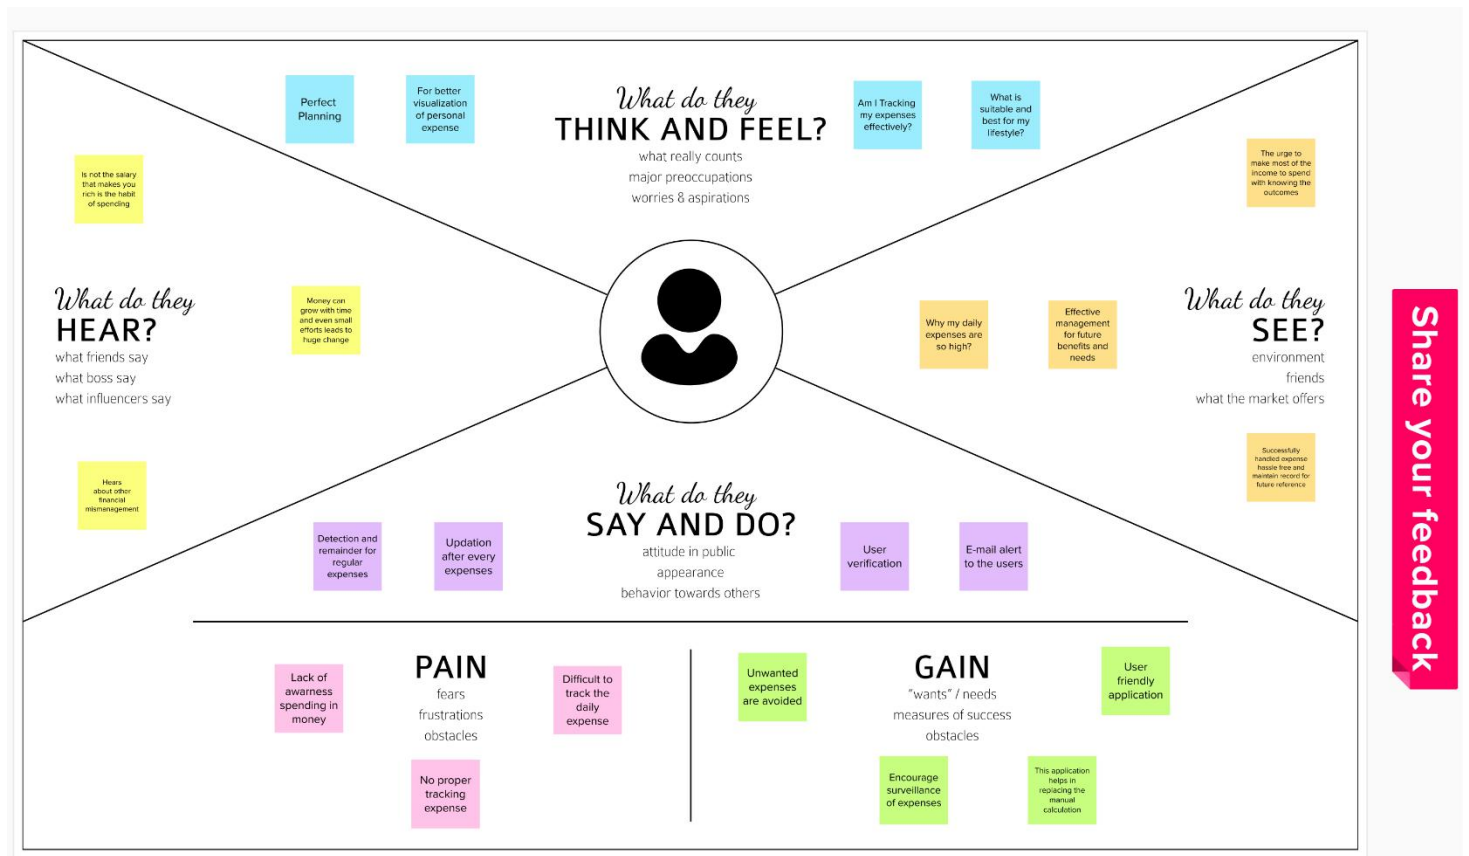 What do they
THINK AND FEEL?
what really counts
major preoccupations
worries & aspirations
Perfect
Planning
For better
visualization
of personal
expense
Am I Tracking
my expenses
effectively?
What is
suitable and
best for my
lifestyle?
What do they
HEAR?
what friends say
what boss say
what influencers say
Is not the salary
that makes you
rich is the habit
of spending
Money can
grow with time
and even small
efforts leads to
huge change
Hears
about other
financial
mismanagement
What do they
SEE?
environment
friends
what the market offers
The urge to
make most of the
income to spend
with knowing the
outcomes
Why my daily
expenses are
so high?
Effective
management
for future
benefits and
needs
Successfully
handled expense
hassle free and
maintain record for
future reference
What do they
SAY AND DO?
attitude in public
appearance
behavior towards others
Detection and
remainder for
regular
expenses
Updation
after every
expenses
User
verification
E-mail alert
to the users
PAIN
fears
frustrations
obstacles
Lack of
awarness
spending in
money
Difficult to
track the
daily
expense
No proper
tracking
expense
GAIN
"wants" / needs
measures of success
obstacles
Unwanted
expenses
are avoided
User
friendly
application
Encourage
surveillance
of expenses
This application
helps in
replacing the
manual
calculation
Share your feedback